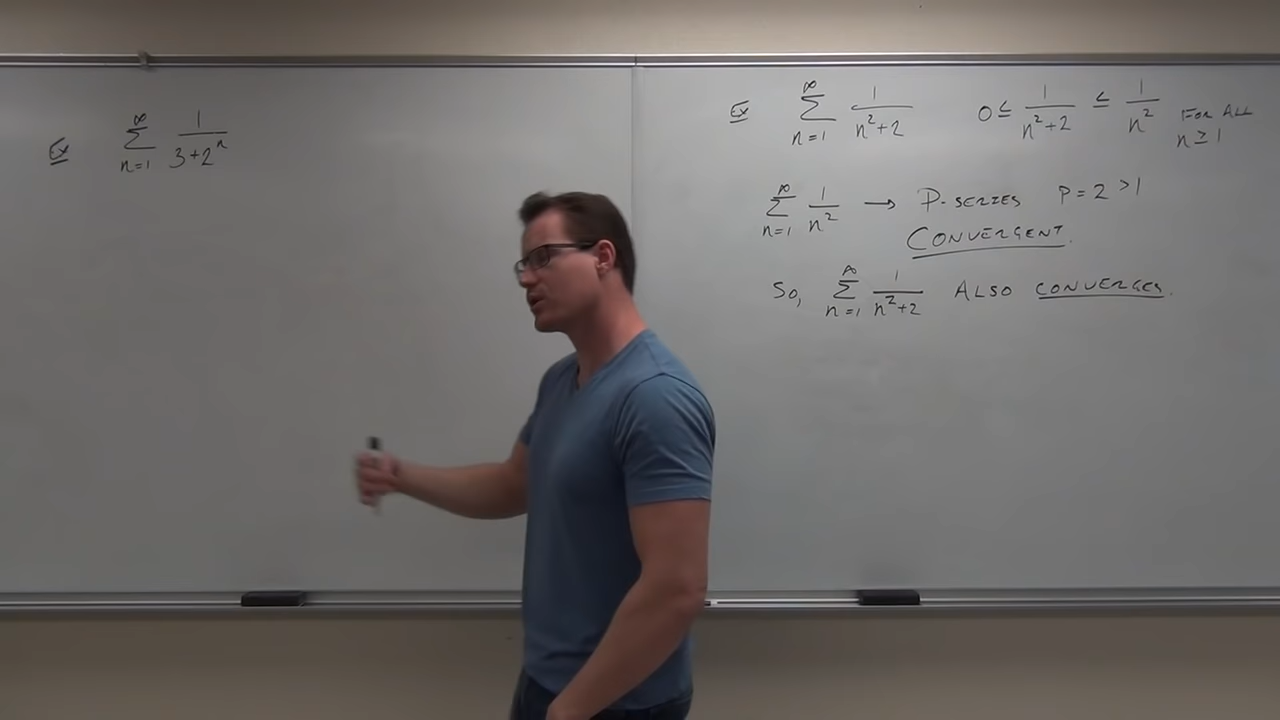 Ex ∞∑n=1 1/(3+2ⁿ)
Ex ∞∑n=1 1/(n²+2) 0 ≤ 1/(n²+2) ≤ 1/n² FOR ALL n ≥ 1
∞∑n=1 1/n² → P-SERIES P=2 >1
CONVERGENT.
SO, ∞∑n=1 1/(n²+2) ALSO CONVERGES.